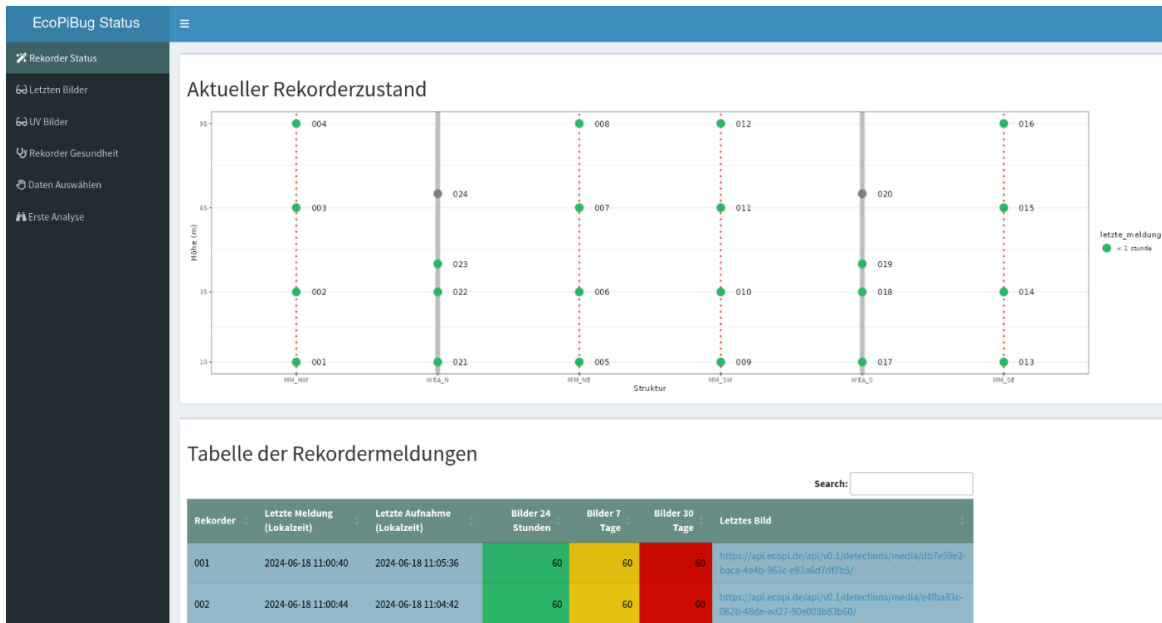 EcoPiBug Status
Rekorder Status
Letzten Bilder
UV Bilder
Rekorder Gesundheit
Daten Auswählen
Erste Analyse
Aktueller Rekorderzustand
95
65
35
10
Höhe (m)
004 008 012 016
024 020
003 007 011 015
023 019
002 022 006 010 018 014
001 021 005 009 017 013
MM_NW WEA_N MM_NE MM_SW WEA_S MM_SE
Struktur
letzte_meldung
< 1 stunde
Tabelle der Rekordermeldungen
Search:
Rekorder Letzte Meldung (Lokalzeit) Letzte Aufnahme (Lokalzeit) Bilder 24 Stunden Bilder 7 Tage Bilder 30 Tage Letztes Bild
001 2024-06-18 11:00:40 2024-06-18 11:05:36 60 60 60 https://api.ecopi.de/api/v0.1/detections/media/db7e59e2-
baca-4a4b-963c-e83a6d7df7b5/
002 2024-06-18 11:00:44 2024-06-18 11:04:42 60 60 60 https://api.ecopi.de/api/v0.1/detections/media/e4fba83c-
082b-48de-ad27-90e003b83b60/